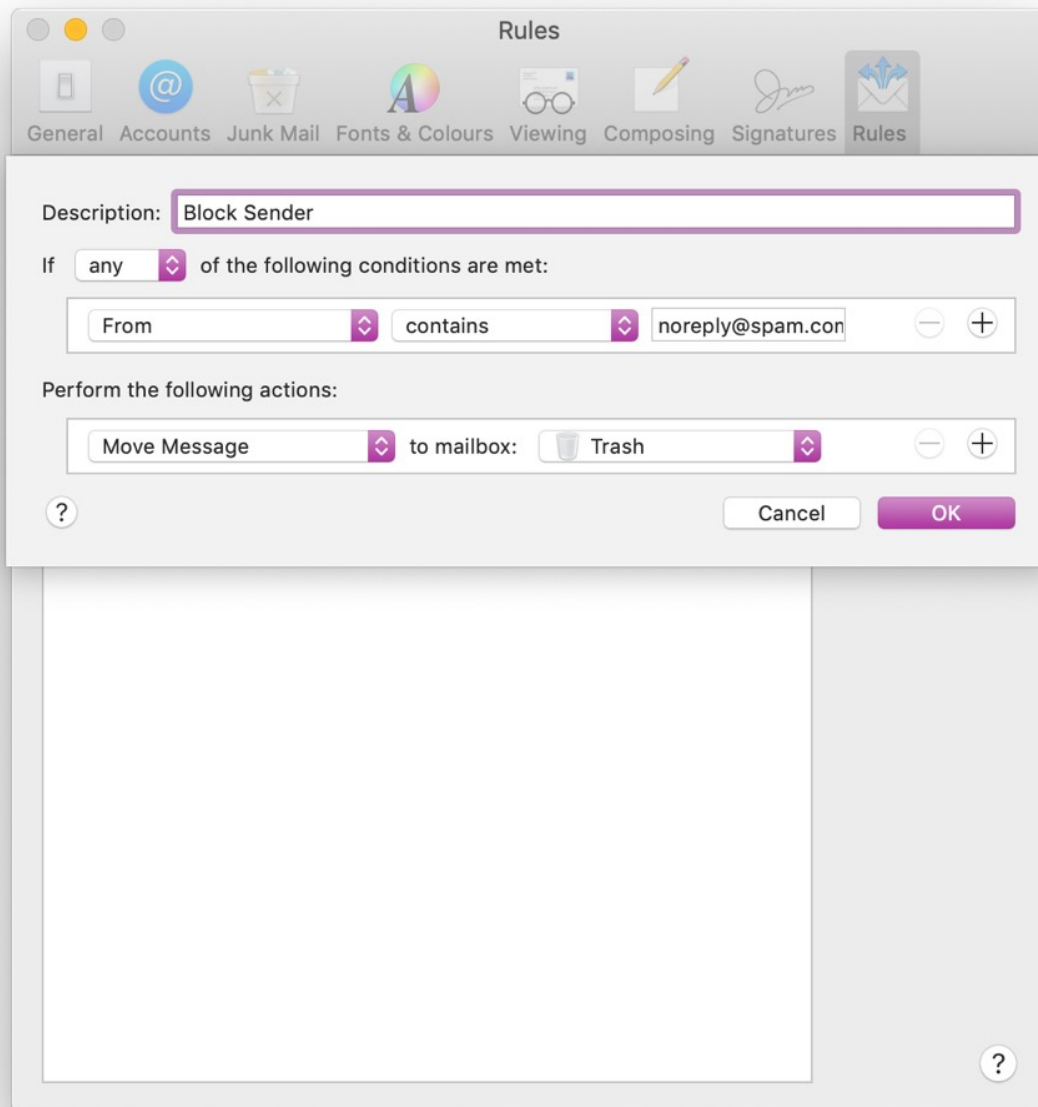 Rules
General Accounts Junk Mail Fonts & Colours Viewing Composing Signatures Rules
Description: Block Sender
If any of the following conditions are met:
From contains noreply@spam.con
Perform the following actions:
Move Message to mailbox: Trash
? Cancel OK
?